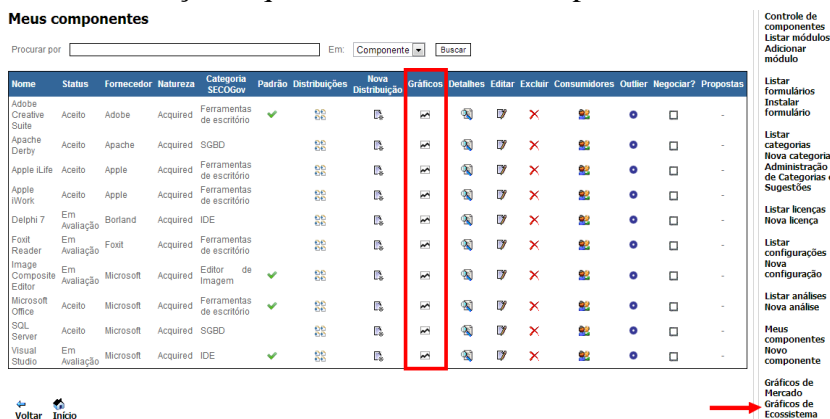 Meus componentes
Procurar por Em: Componente Buscar
Nome Status Fornecedor Natureza Categoria SECOGov Padrão Distribuições Nova Distribuição Gráficos Detalhes Editar Excluir Consumidores Outlier Negociar? Propostas
Adobe Creative Suite Aceito Adobe Acquired Ferramentas de escritório -
Apache Derby Aceito Apache Acquired SGBD -
Apple iLife Aceito Apple Acquired Ferramentas de escritório -
Apple iWork Aceito Apple Acquired Ferramentas de escritório -
Delphi 7 Em Avaliação Borland Acquired IDE -
Foxit Reader Em Avaliação Foxit Acquired Ferramentas de escritório -
Image Composite Editor Em Avaliação Microsoft Acquired Editor de Imagem -
Microsoft Office Aceito Microsoft Acquired Ferramentas de escritório -
SQL Server Aceito Microsoft Acquired SGBD -
Visual Studio Em Avaliação Microsoft Acquired IDE -
Voltar Início
Controle de
componentes
Listar módulos
Adicionar
módulo
Listar
formulários
Instalar
formulário
Listar
categorias
Nova categoria
Administração
de Categorias e
Sugestões
Listar licenças
Nova licença
Listar
configurações
Nova
configuração
Listar análises
Nova análise
Meus
componentes
Novo
componente
Gráficos de
Mercado
Gráficos de
Ecossistema